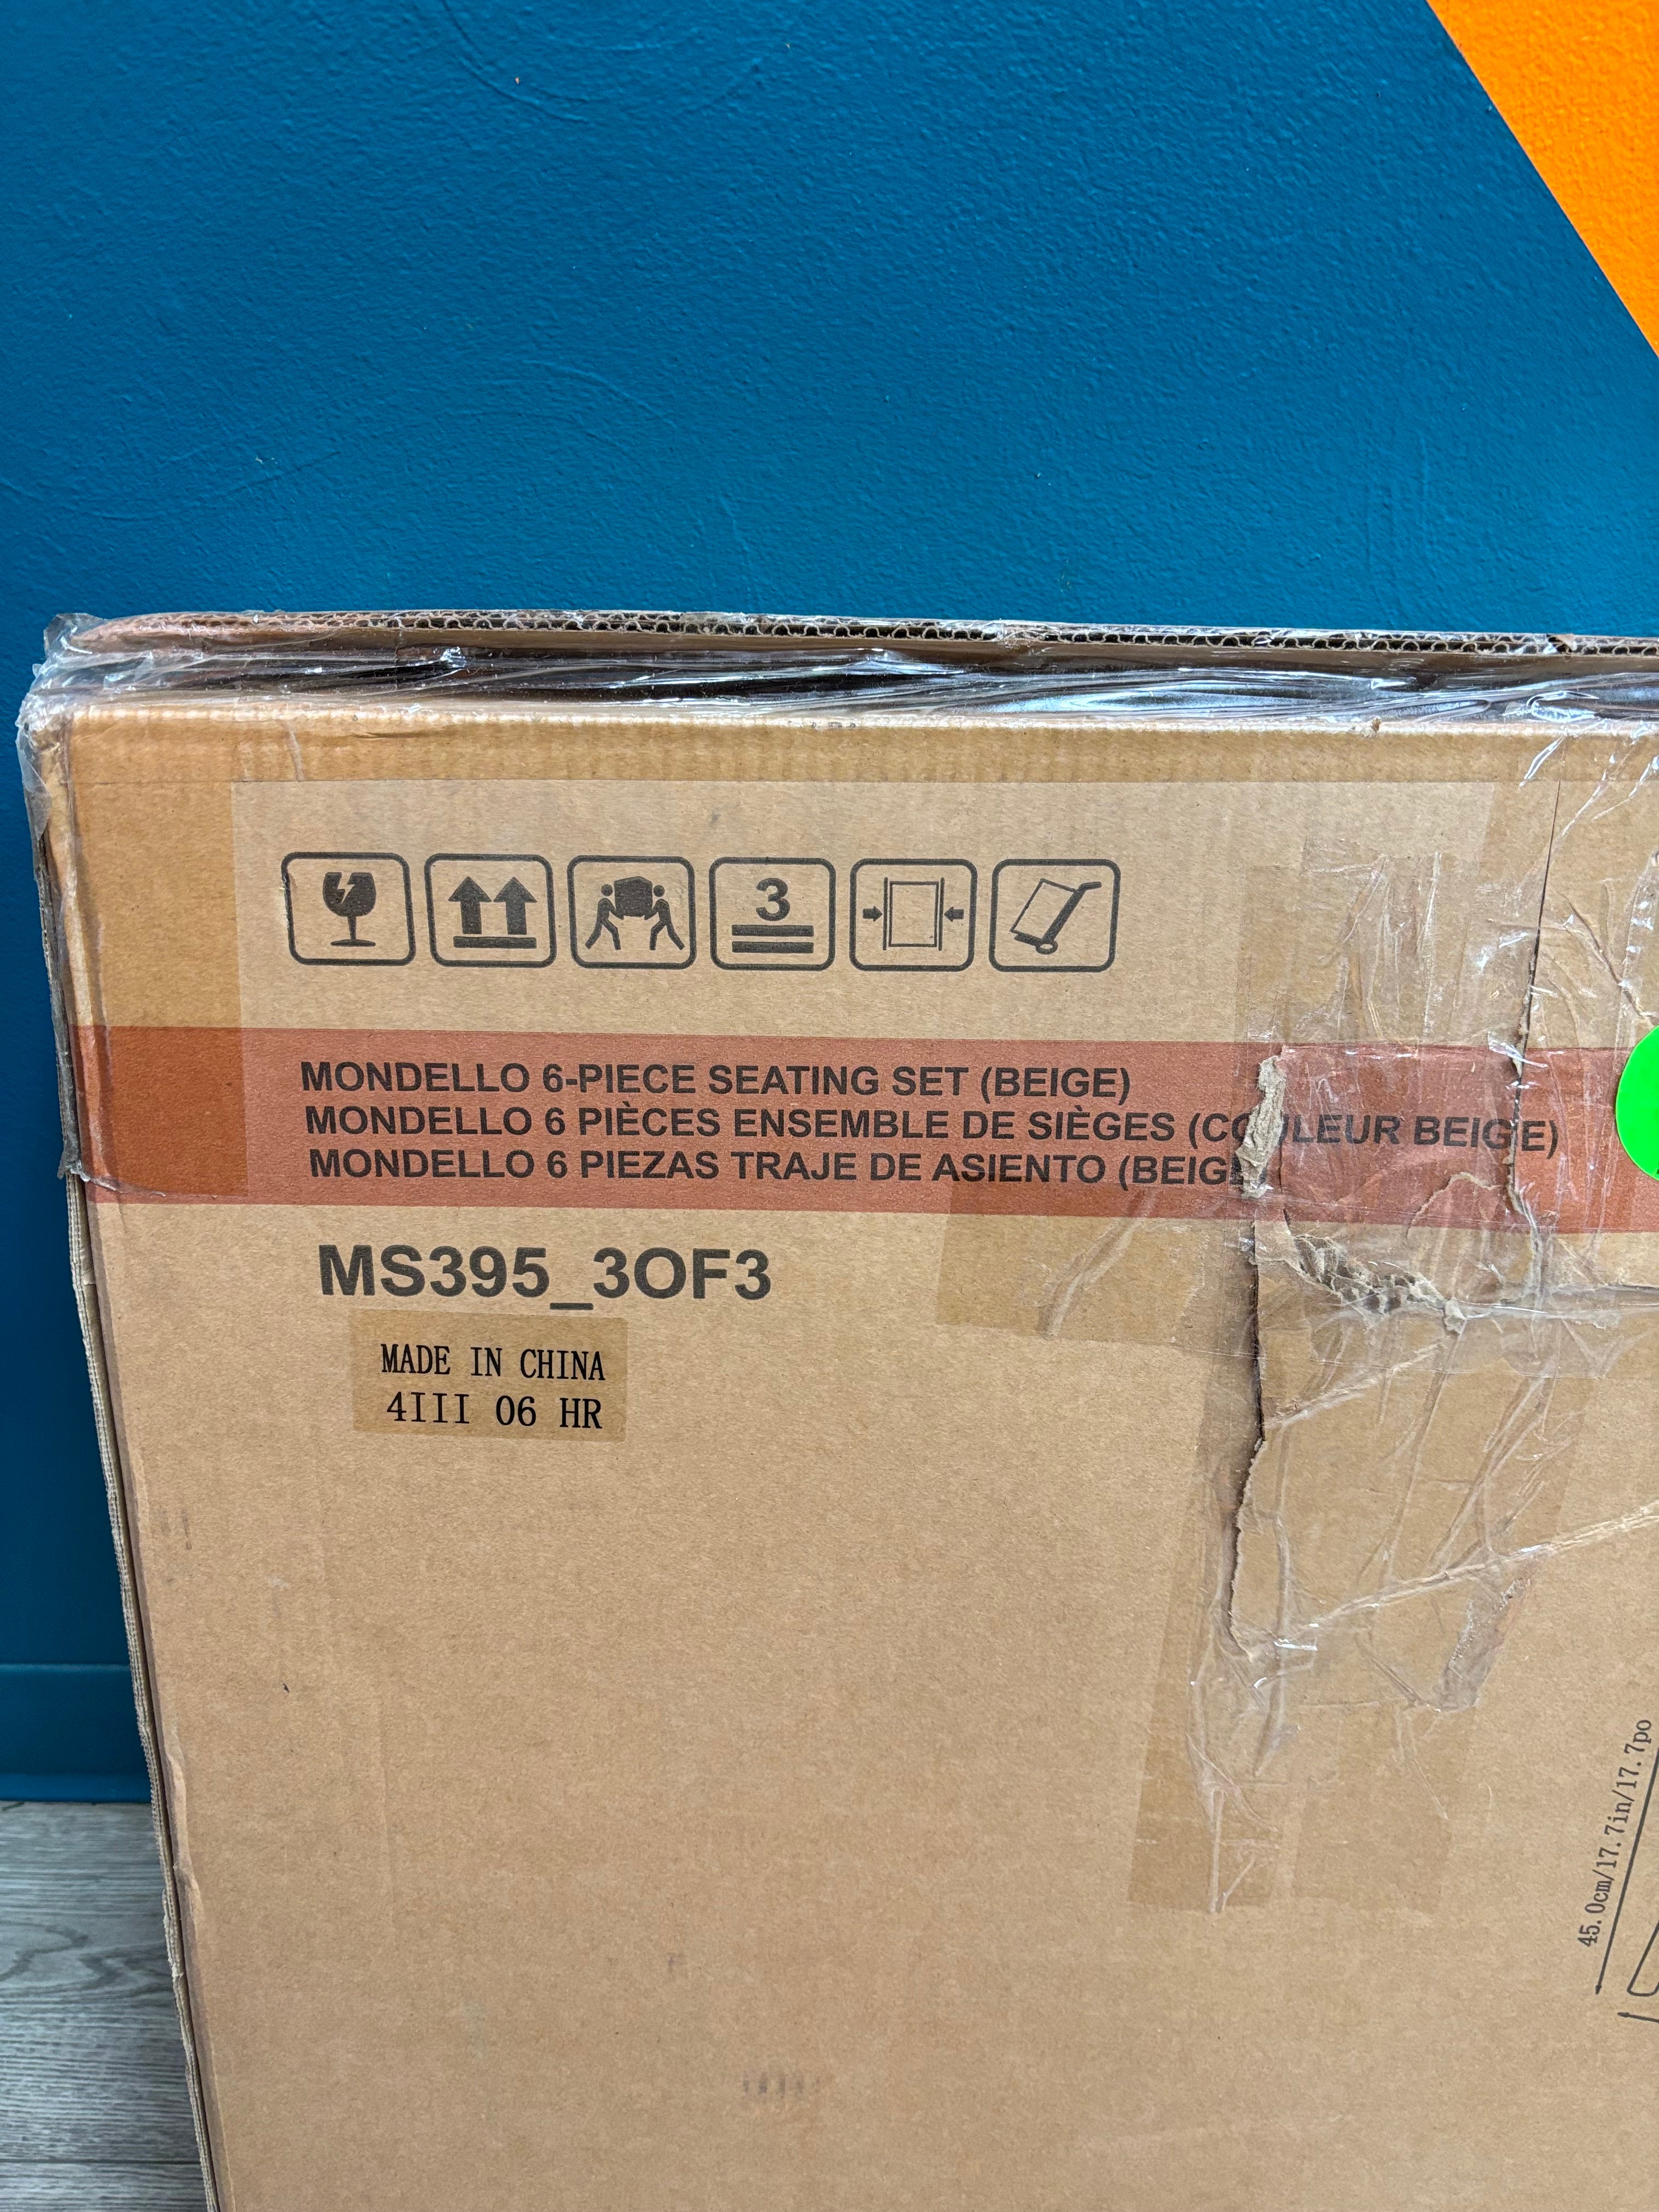 3
MONDELLO 6-PIECE SEATING SET (BEIGE)
MONDELLO 6 PIÈCES ENSEMBLE DE SIÈGES (COULEUR BEIGE)
MONDELLO 6 PIEZAS TRAJE DE ASIENTO (BEIGE
MS395_3OF3
MADE IN CHINA
4III 06 HR
45.0cm/17.7in/17.7po